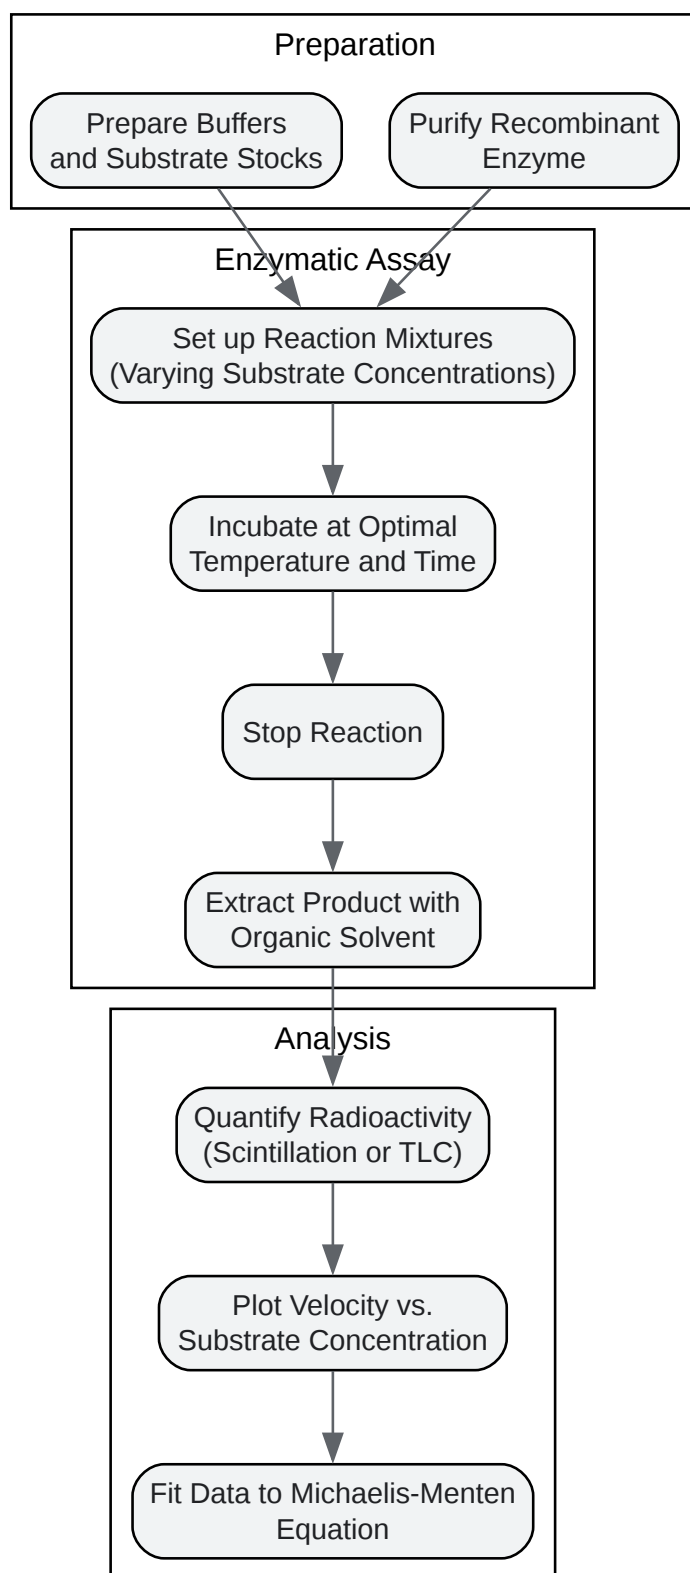 Preparation
Prepare Buffers
and Substrate Stocks
Purify Recombinant
Enzyme
Enzymatic Assay
Set up Reaction Mixtures
(Varying Substrate Concentrations)
Incubate at Optimal
Temperature and Time
Stop Reaction
Extract Product with
Organic Solvent
Analysis
Quantify Radioactivity
(Scintillation or TLC)
Plot Velocity vs.
Substrate Concentration
Fit Data to Michaelis-Menten
Equation